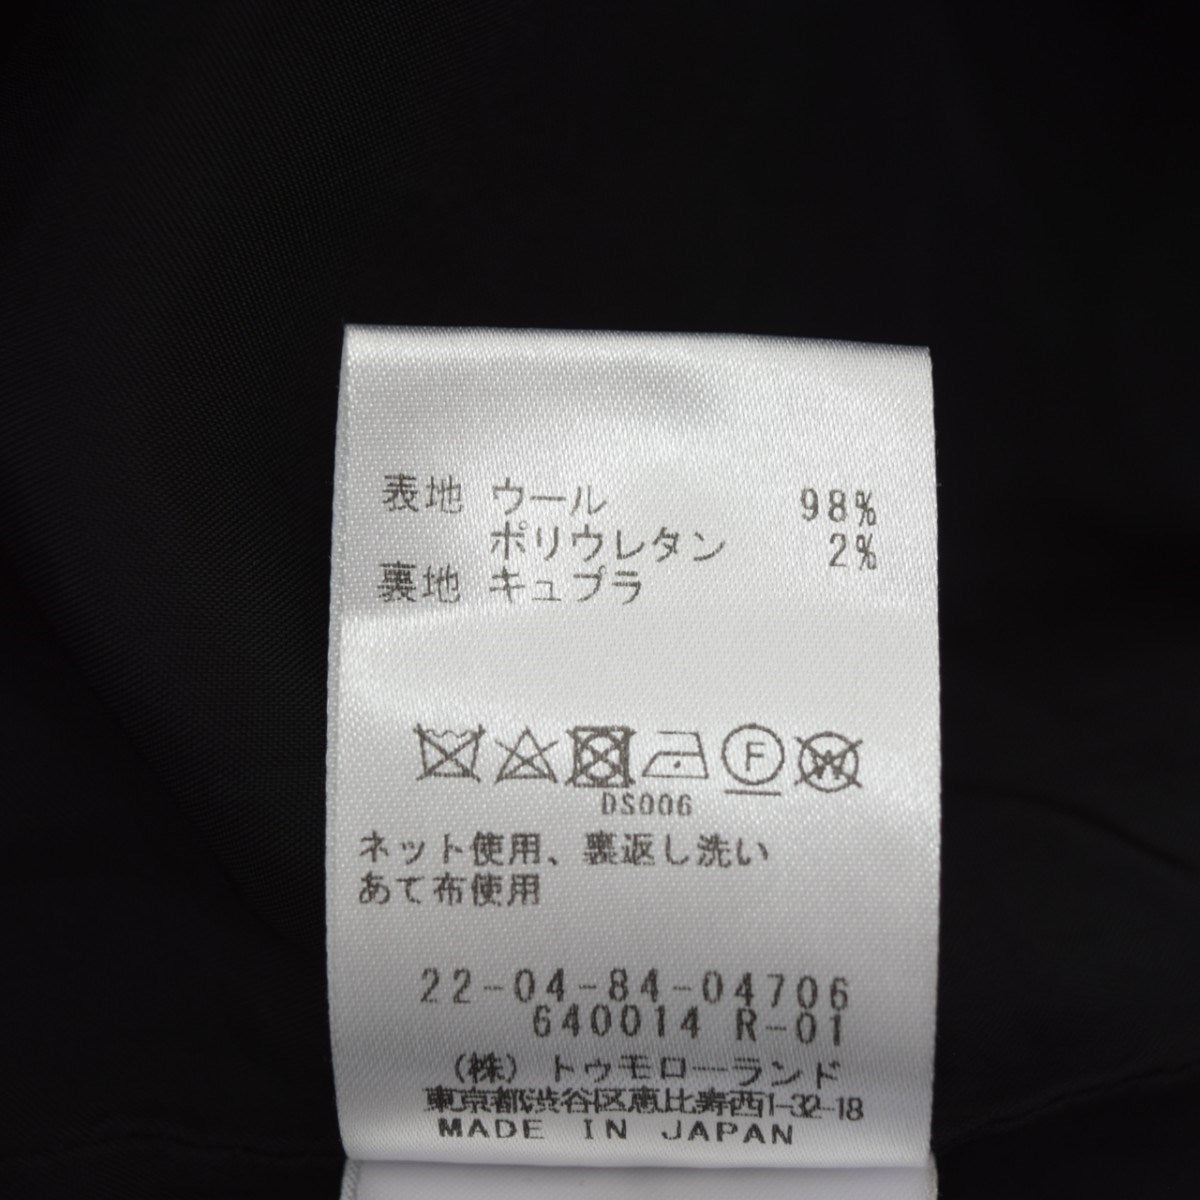 表地 ウール 98%
ポリウレタン 2%
裏地 キュプラ
F W
DS006
ネット使用、裏返し洗い
あて布使用
22-04-84-04706
640014 R-01
(株) トゥモローランド
東京都渋谷区恵比寿西1-32-18
MADE IN JAPAN